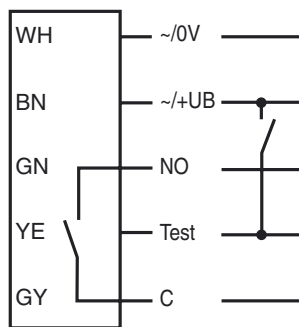 WH ~/0V
BN ~/+UB
GN NO
YE Test
GY C